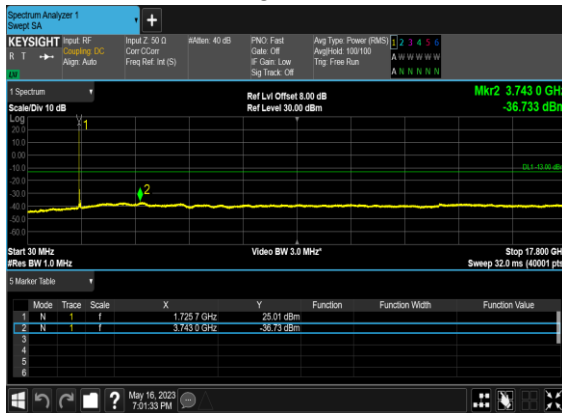 Spectrum Analyzer 1
Swept SA
KEYSIGHT Input: RF Input Z: 50 Ω #Atten: 40 dB PNO: Fast Avg Type: Power (RMS) 1 2 3 4 5 6
R T Coupling: DC Corr CCorr Gate: Off Avg|Hold: 100/100 A W W W W W
Align: Auto Freq Ref: Int (S) IF Gain: Low Trig: Free Run
Sig Track: Off A N N N N N
1 Spectrum
Ref Lvl Offset 8.00 dB Mkr2 3.743 0 GHz
Scale/Div 10 dB Ref Level 30.00 dBm -36.733 dBm
Log
1
20.0
10.0
0.00
-10.0
DL1 -13.00 dB
-20.0
-30.0
2
-40.0
-50.0
-60.0
Start 30 MHz Video BW 3.0 MHz* Stop 17.800 GH
#Res BW 1.0 MHz Sweep 32.0 ms (40001 pts
5 Marker Table
Mode Trace Scale X Y Function Function Width Function Value
1 N 1 f 1.725 7 GHz 25.01 dBm
2 N 1 f 3.743 0 GHz -36.73 dBm
3
4
5
6
? May 16, 2023
7:01:33 PM